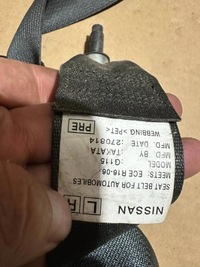 NISSAN L H
SEAT BELT FOR AUTOMOBILES
MEETS: ECE R16-06
MODEL :G115
MFD. BY :TAKATA
MFD. DATE :270814
WEBBING >PET<
PRE